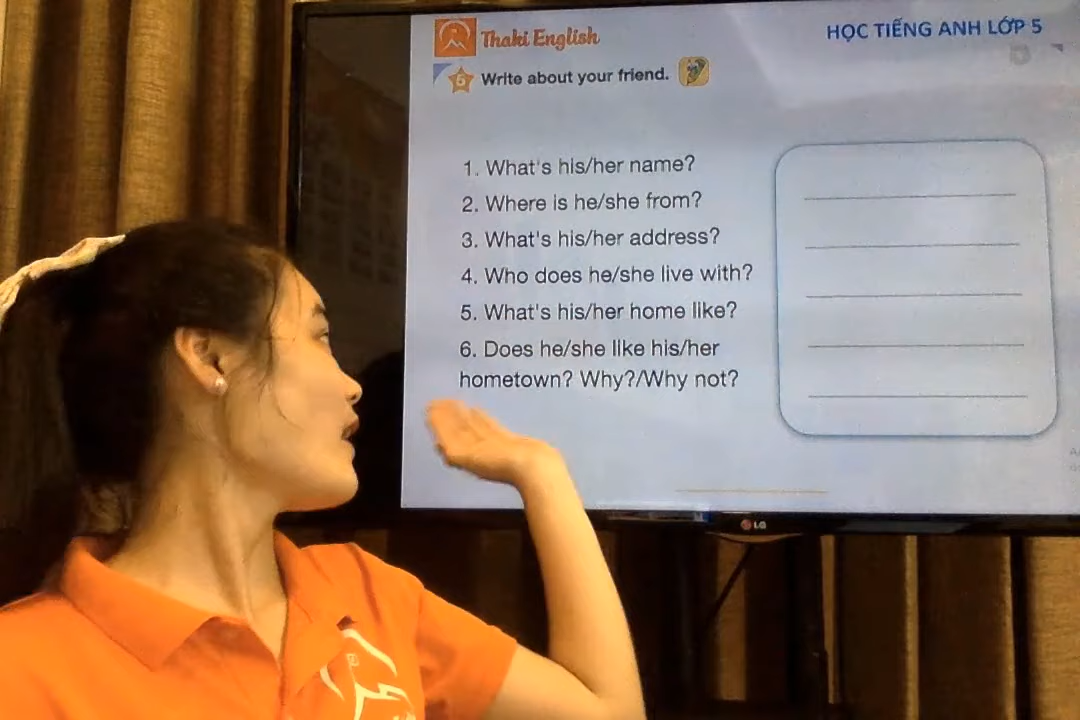 Thaki English
HỌC TIẾNG ANH LỚP 5
6 Write about your friend.
1. What's his/her name?
2. Where is he/she from?
3. What's his/her address?
4. Who does he/she live with?
5. What's his/her home like?
6. Does he/she like his/her
hometown? Why?/Why not?
LG